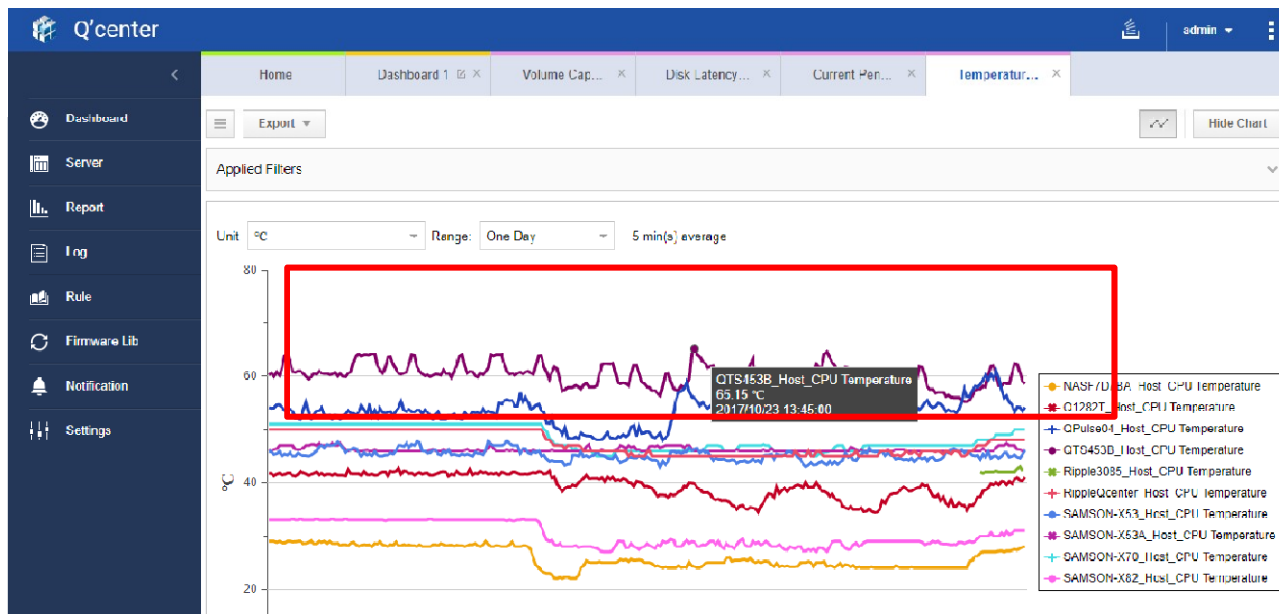 Q'center
admin
Home
Dashboard 1
Volume Cap...
Disk Latency...
Current Pen...
Temperatur...
Dashboard
Server
Report
Log
Rule
Firmware Lib
Notification
Settings
Export
Hide Chart
Applied Filters
Unit °C Range: One Day 5 min(s) average
80
60
40
20
°C
QTS453B_Host_CPU Temperature
65.15 °C
2017/10/23 13:45:00
Host_CPU Temperature
Q1282T_Host_CPU Temperature
QPulse04_Host_CPU Temperature
QTS453B_Host_CPU Temperature
Ripple3085_Host_CPU Temperature
RippleQcenter_Host_CPU Temperature
SAMSON-X53_Host_CPU Temperature
SAMSON-X53A_Host_CPU Temperature
SAMSON-X70_Host_CPU Temperature
SAMSON-X82_Host_CPU Temperature